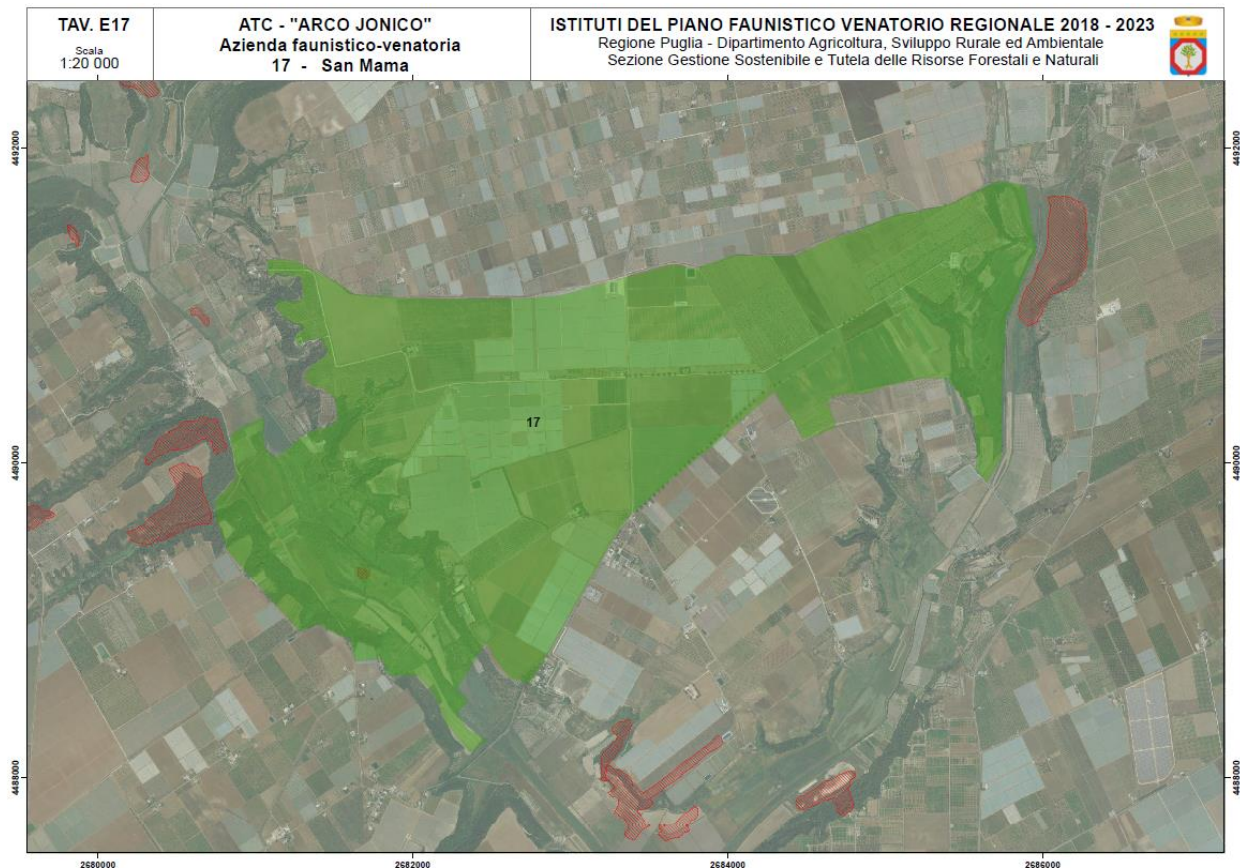 TAV. E17
Scala
1:20 000
ATC - "ARCO JONICO"
Azienda faunistico-venatoria
17 - San Mama
ISTITUTI DEL PIANO FAUNISTICO VENATORIO REGIONALE 2018 - 2023
Regione Puglia - Dipartimento Agricoltura, Sviluppo Rurale ed Ambientale
Sezione Gestione Sostenibile e Tutela delle Risorse Forestali e Naturali
4492000
4492000
17
4490000
4490000
4488000
4488000
2680000
2682000
2684000
2686000